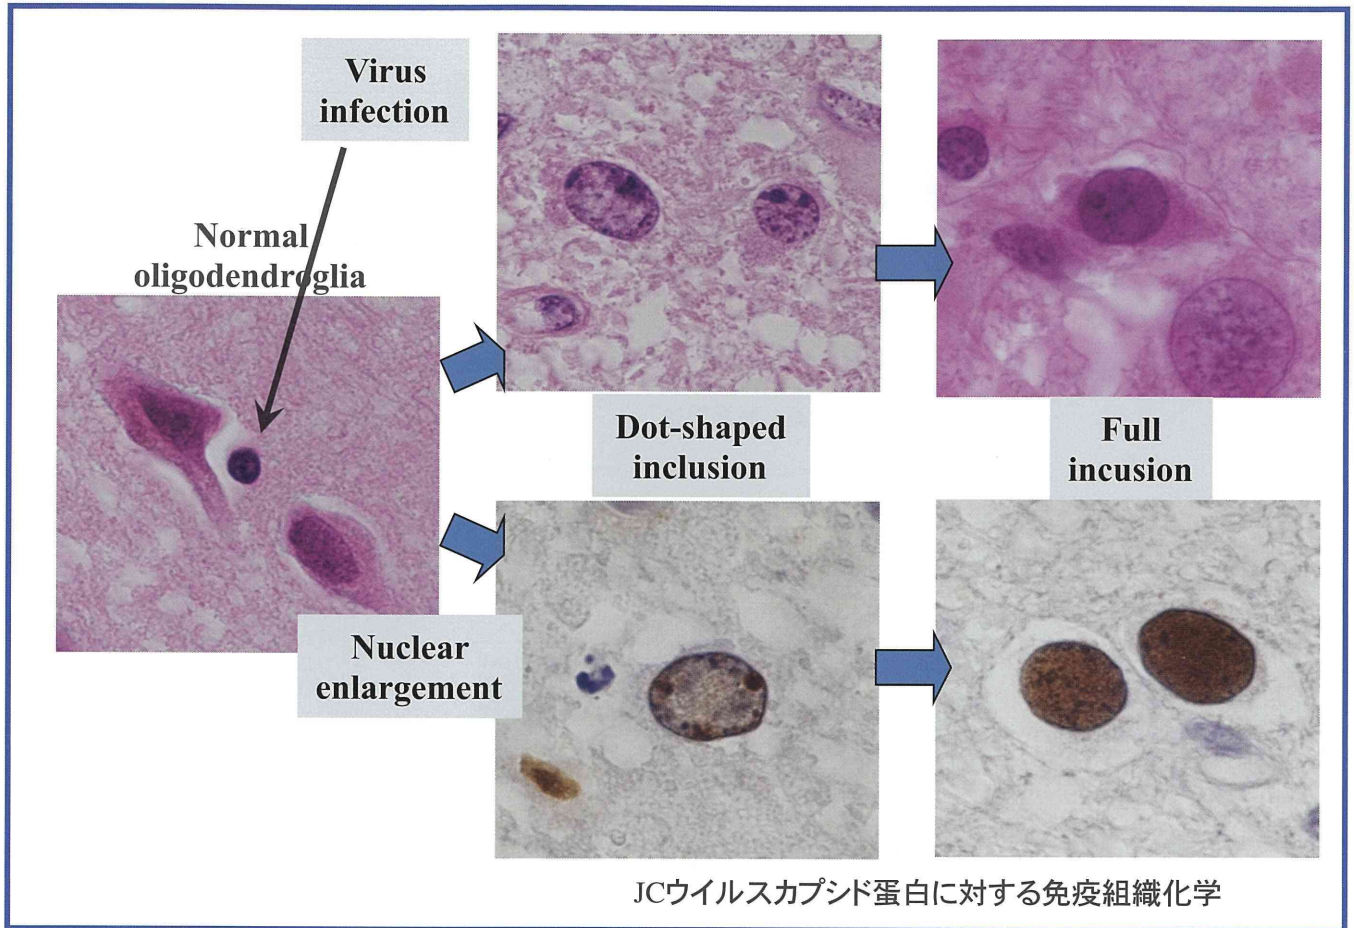 Virus
infection
Normal
oligodendroglia
Nuclear
enlargement
Dot-shaped
inclusion
Full
incusion
JCウイルスカプシド蛋白に対する免疫組織化学